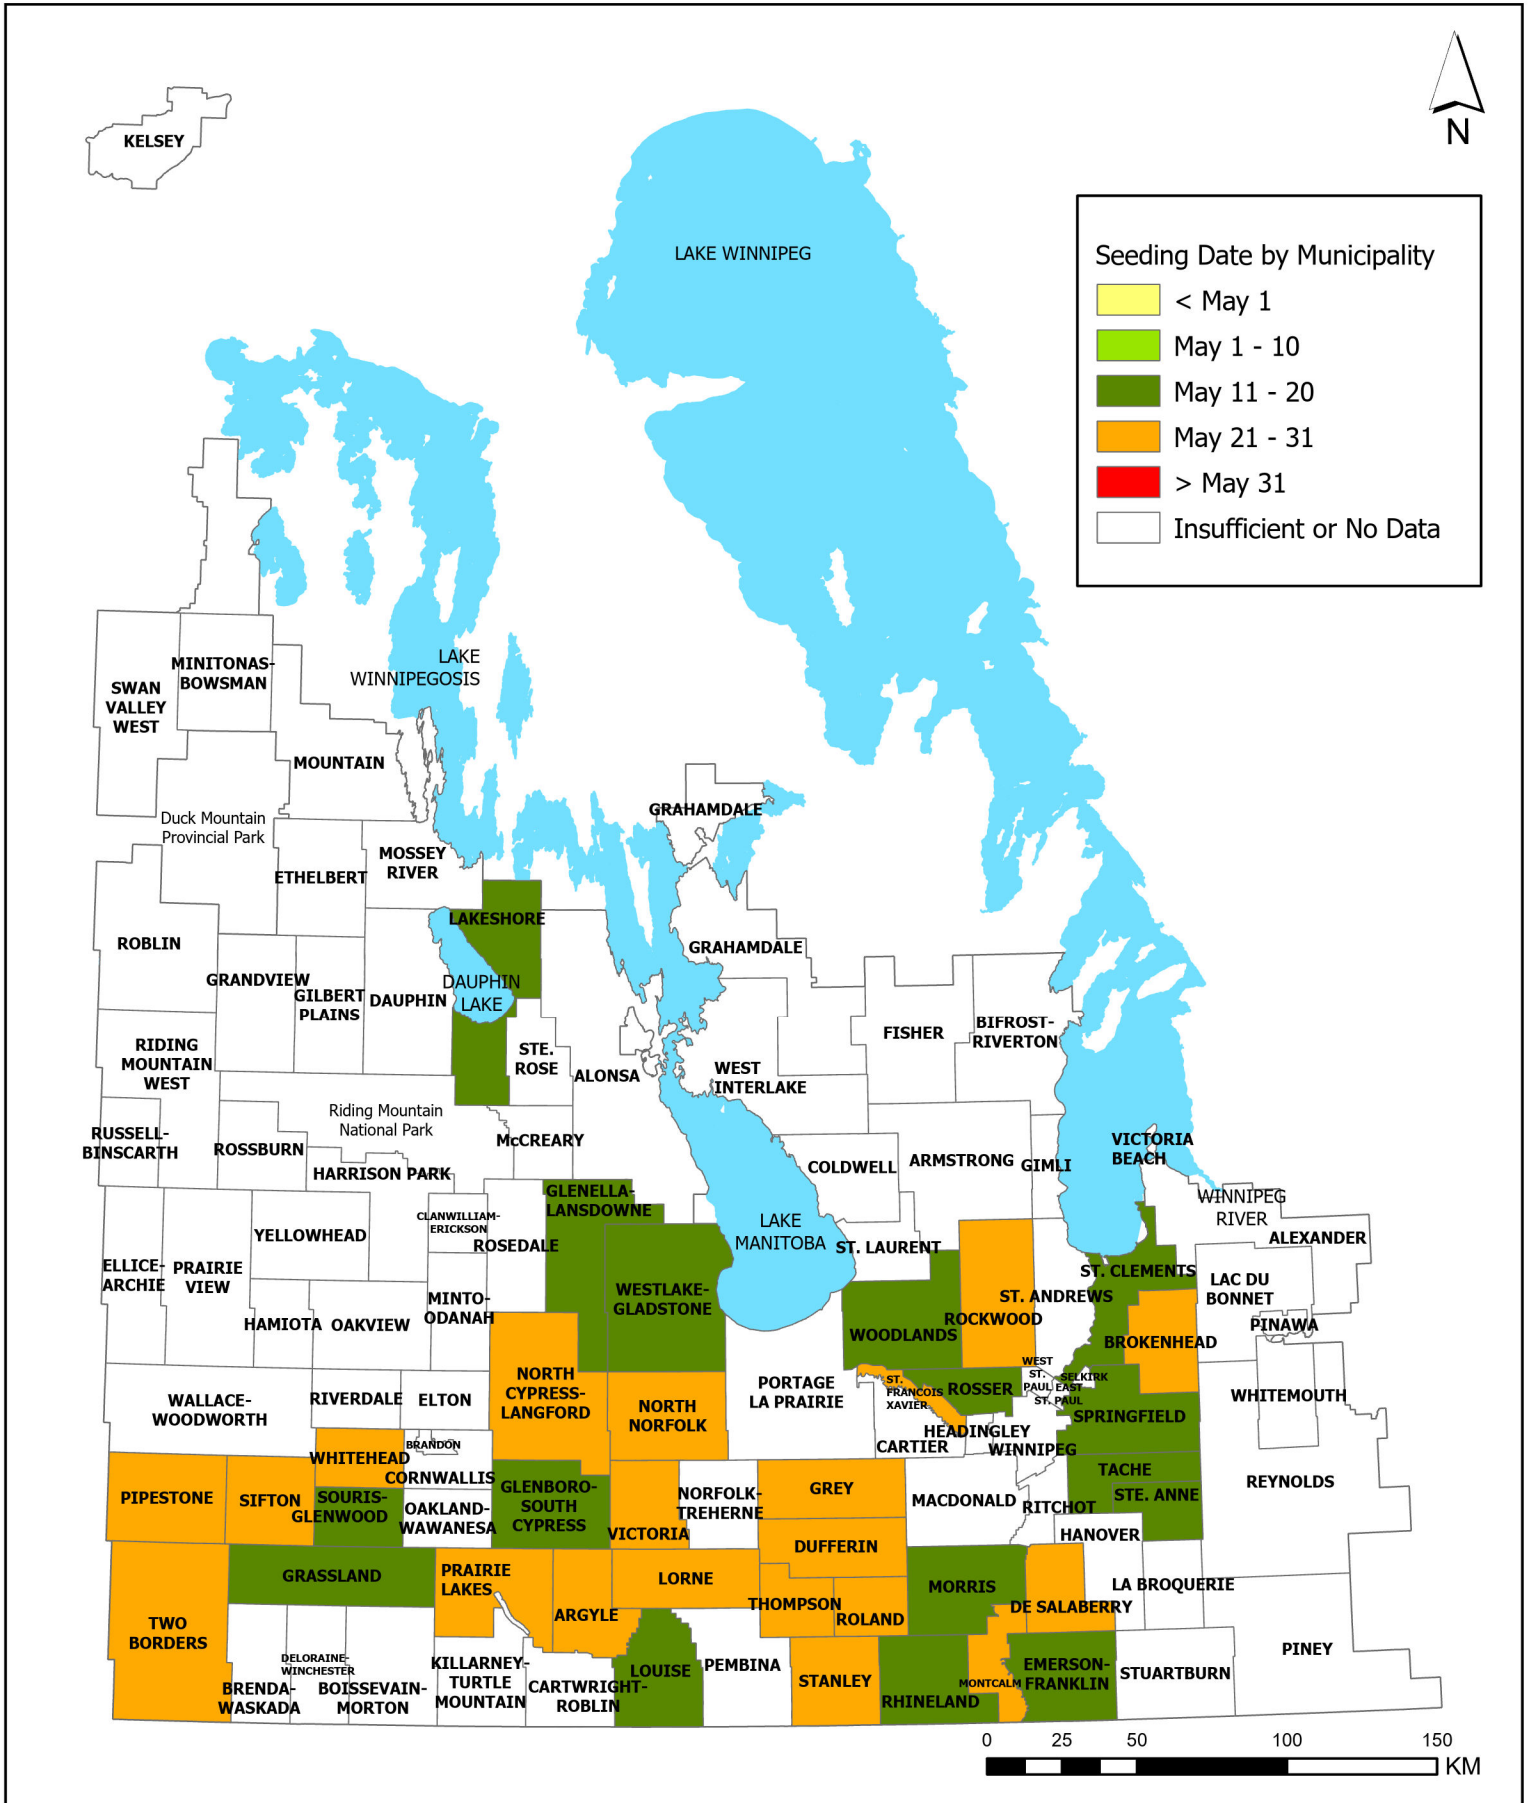 N
KELSEY
LAKE WINNIPEG
Seeding Date by Municipality
< May 1
May 1 - 10
May 11 - 20
May 21 - 31
> May 31
Insufficient or No Data
LAKE
WINNIPEGOSIS
MINITONAS-
BOWSMAN
SWAN
VALLEY
WEST
MOUNTAIN
Duck Mountain
Provincial Park
GRAHAMDALE
MOSSEY
RIVER
ETHELBERT
LAKESHORE
ROBLIN
GRAHAMDALE
GRANDVIEW
GILBERT
PLAINS
DAUPHIN
DAUPHIN
LAKE
FISHER
BIFROST-
RIVERTON
RIDING
MOUNTAIN
WEST
STE.
ROSE
ALONSA
WEST
INTERLAKE
Riding Mountain
National Park
RUSSELL-
BINSCARTH
ROSSBURN
McCREARY
HARRISON PARK
COLDWELL
ARMSTRONG
GIMLI
VICTORIA
BEACH
GLENELLA-
LANSDOWNE
WINNIPEG
RIVER
CLANWILLIAM-
ERICKSON
YELLOWHEAD
ROSEDALE
LAKE
MANITOBA
ST. LAURENT
ALEXANDER
ELLICE-
ARCHIE
PRAIRIE
VIEW
ST. CLEMENTS
LAC DU
BONNET
WESTLAKE-
GLADSTONE
MINTO-
ODANAH
ST. ANDREWS
ROCKWOOD
HAMIOTA
OAKVIEW
WOODLANDS
PINAWA
BROKENHEAD
NORTH
CYPRESS-
LANGFORD
WEST
ST.
PAUL
SELKIRK
EAST
ST. PAUL
PORTAGE
LA PRAIRIE
ST.
FRANCOIS
XAVIER
ROSSER
WHITEMOUTH
WALLACE-
WOODWORTH
RIVERDALE
ELTON
NORTH
NORFOLK
SPRINGFIELD
HEADINGLEY
CARTIER
WINNIPEG
BRANDON
WHITEHEAD
CORNWALLIS
TACHE
REYNOLDS
PIPESTONE
SIFTON
SOURIS-
GLENWOOD
OAKLAND-
WAWANESA
GLENBORO-
SOUTH
CYPRESS
NORFOLK-
TREHERNE
GREY
MACDONALD
STE. ANNE
RITCHOT
VICTORIA
HANOVER
DUFFERIN
GRASSLAND
PRAIRIE
LAKES
LORNE
MORRIS
LA BROQUERIE
THOMPSON
DE SALABERRY
ARGYLE
ROLAND
TWO
BORDERS
PINEY
DELORAINE-
WINCHESTER
KILLARNEY-
TURTLE
MOUNTAIN
LOUISE
PEMBINA
EMERSON-
FRANKLIN
STUARTBURN
STANLEY
MONTCALM
BRENDA-
WASKADA
BOISSEVAIN-
MORTON
CARTWRIGHT-
ROBLIN
RHINELAND
0 25 50 100 150
KM